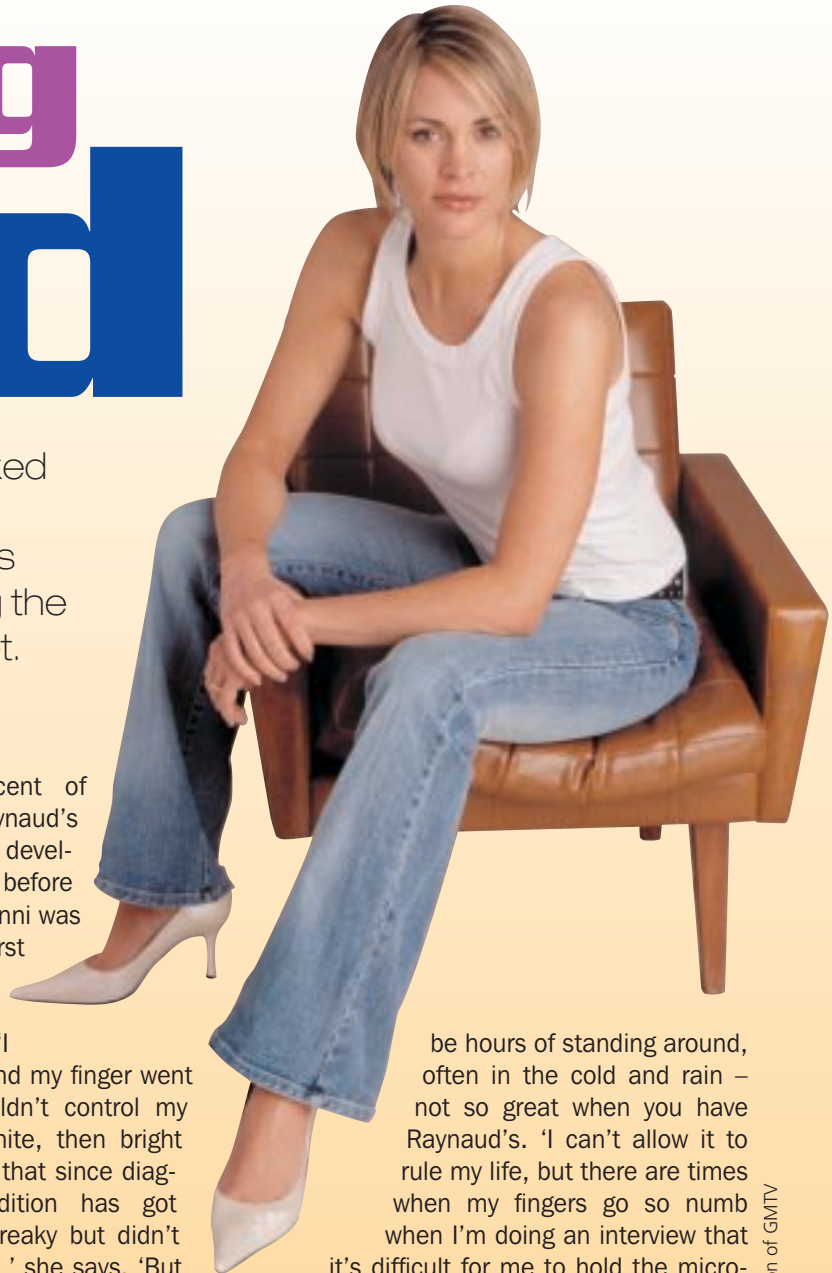 g
d
ked
s
g the
t.
cent of
ynaud's
devel-
before
nni was
rst
'I
nd my finger went
ldn't control my
hite, then bright
that since diag-
dition has got
reaky but didn't
,' she says. 'But
be hours of standing around,
often in the cold and rain –
not so great when you have
Raynaud's. 'I can't allow it to
rule my life, but there are times
when my fingers go so numb
when I'm doing an interview that
it's difficult for me to hold the micro-
n of GMTV